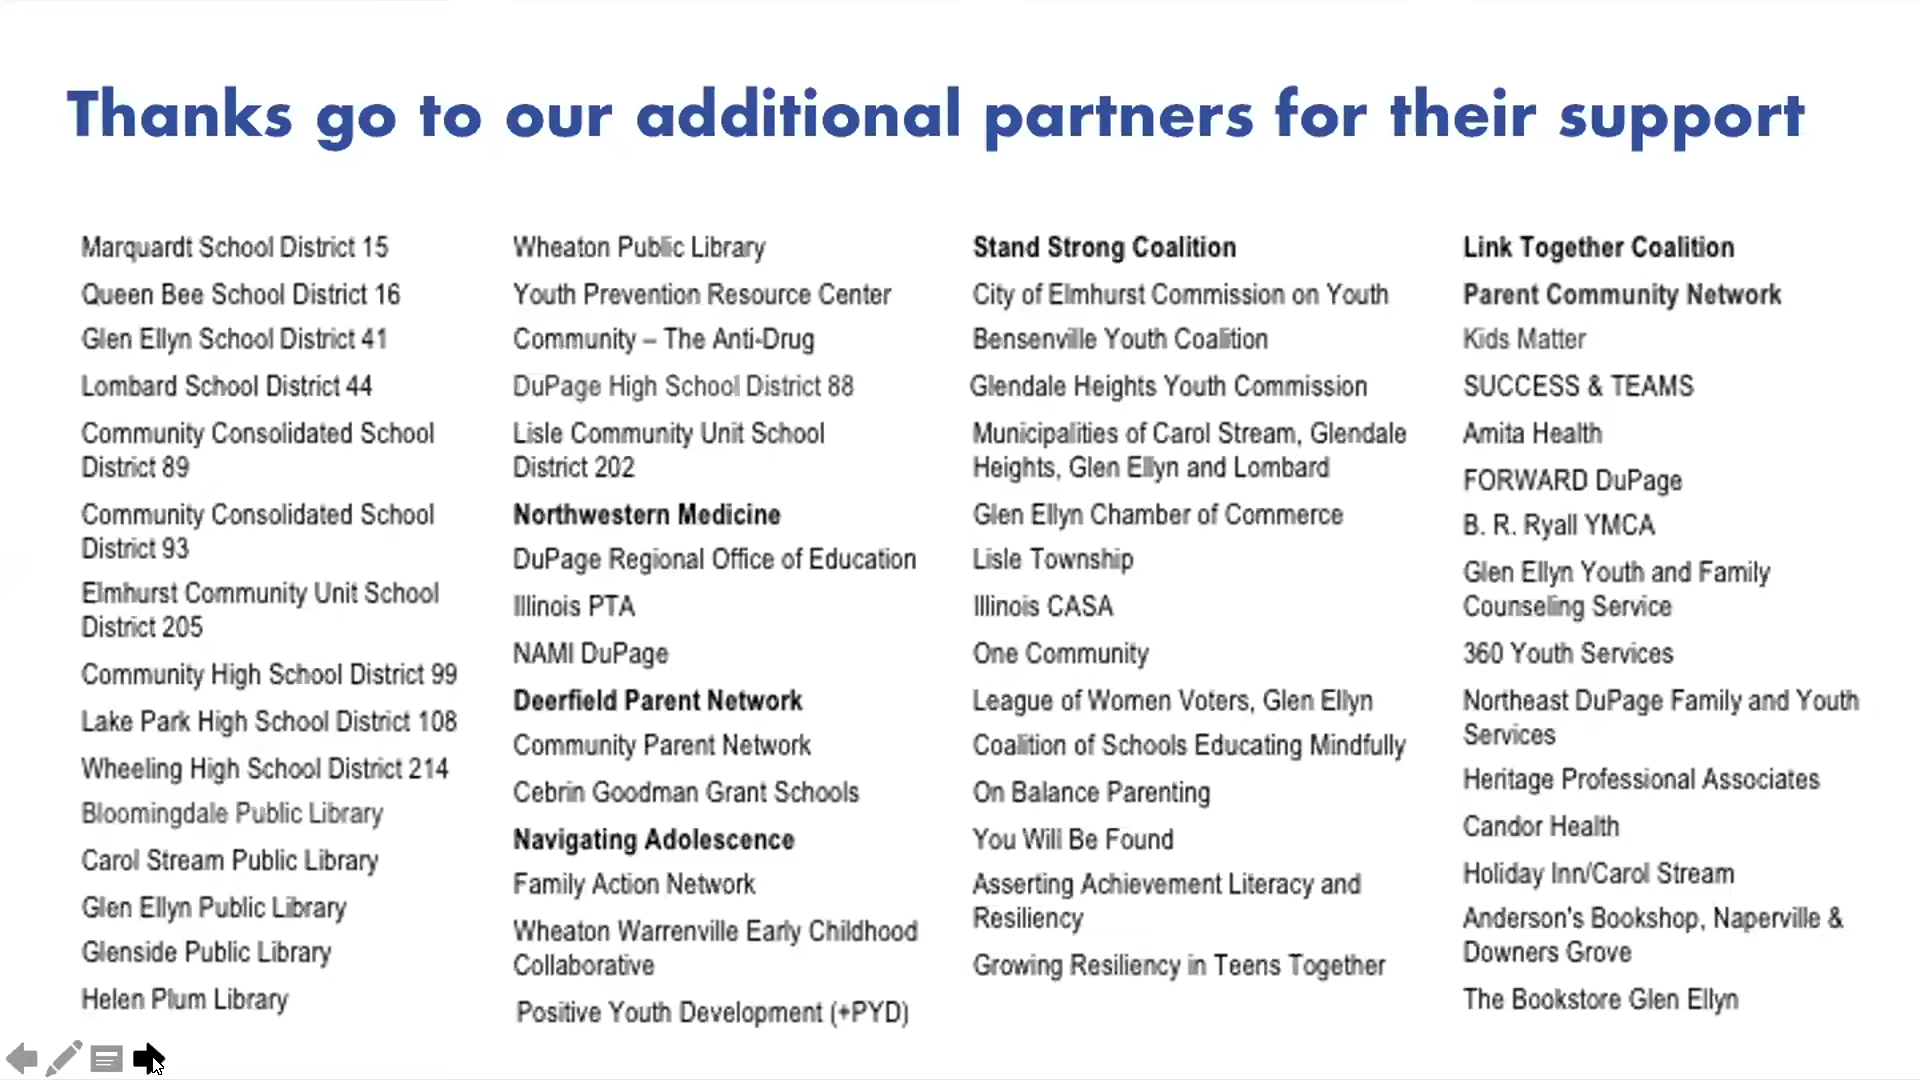 Thanks go to our additional partners for their support
Marquardt School District 15
Queen Bee School District 16
Glen Ellyn School District 41
Lombard School District 44
Community Consolidated School
District 89
Community Consolidated School
District 93
Elmhurst Community Unit School
District 205
Community High School District 99
Lake Park High School District 108
Wheeling High School District 214
Bloomingdale Public Library
Carol Stream Public Library
Glen Ellyn Public Library
Glenside Public Library
Helen Plum Library
Wheaton Public Library
Youth Prevention Resource Center
Community – The Anti-Drug
DuPage High School District 88
Lisle Community Unit School
District 202
Northwestern Medicine
DuPage Regional Office of Education
Illinois PTA
NAMI DuPage
Deerfield Parent Network
Community Parent Network
Cebrin Goodman Grant Schools
Navigating Adolescence
Family Action Network
Wheaton Warrenville Early Childhood
Collaborative
Positive Youth Development (+PYD)
Stand Strong Coalition
City of Elmhurst Commission on Youth
Bensenville Youth Coalition
Glendale Heights Youth Commission
Municipalities of Carol Stream, Glendale
Heights, Glen Ellyn and Lombard
Glen Ellyn Chamber of Commerce
Lisle Township
Illinois CASA
One Community
League of Women Voters, Glen Ellyn
Coalition of Schools Educating Mindfully
On Balance Parenting
You Will Be Found
Asserting Achievement Literacy and
Resiliency
Growing Resiliency in Teens Together
Link Together Coalition
Parent Community Network
Kids Matter
SUCCESS & TEAMS
Amita Health
FORWARD DuPage
B. R. Ryall YMCA
Glen Ellyn Youth and Family
Counseling Service
360 Youth Services
Northeast DuPage Family and Youth
Services
Heritage Professional Associates
Candor Health
Holiday Inn/Carol Stream
Anderson's Bookshop, Naperville &
Downers Grove
The Bookstore Glen Ellyn